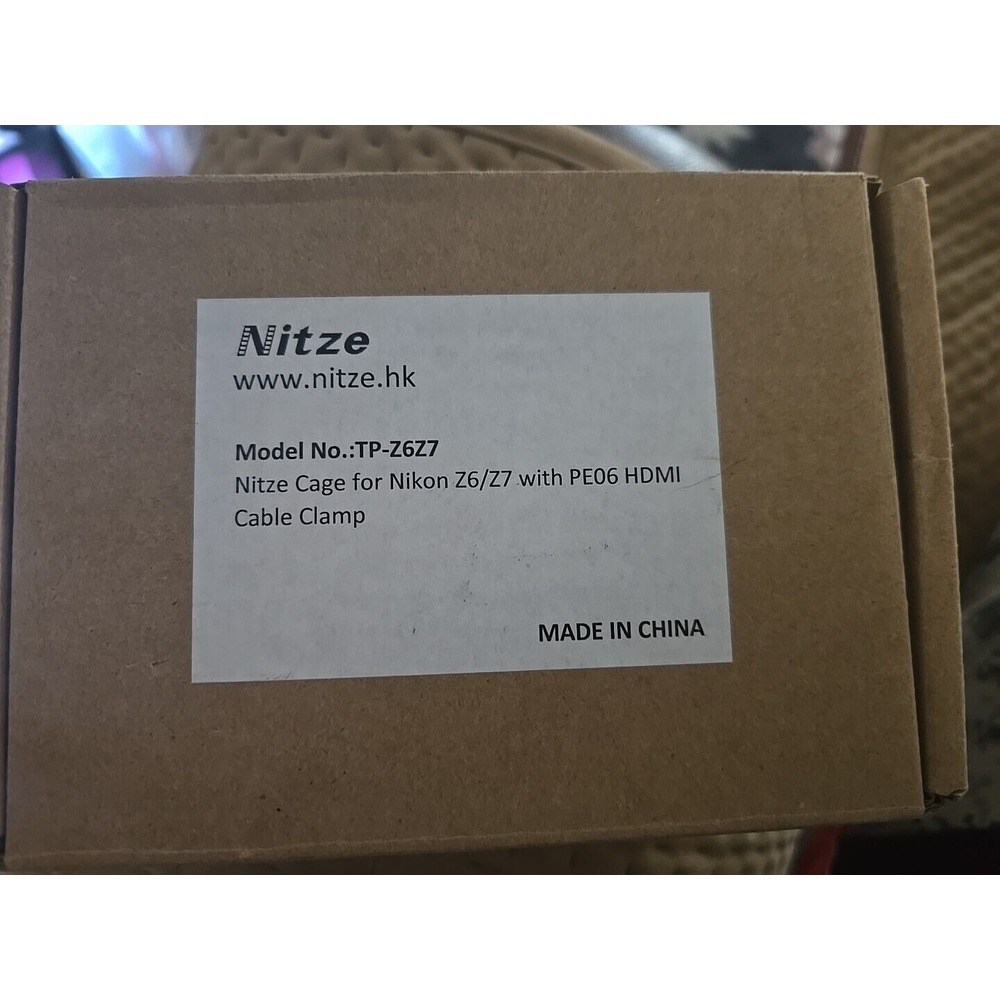 Nitze
www.nitze.hk
Model No.:TP-Z6Z7
Nitze Cage for Nikon Z6/Z7 with PE06 HDMI
Cable Clamp
MADE IN CHINA